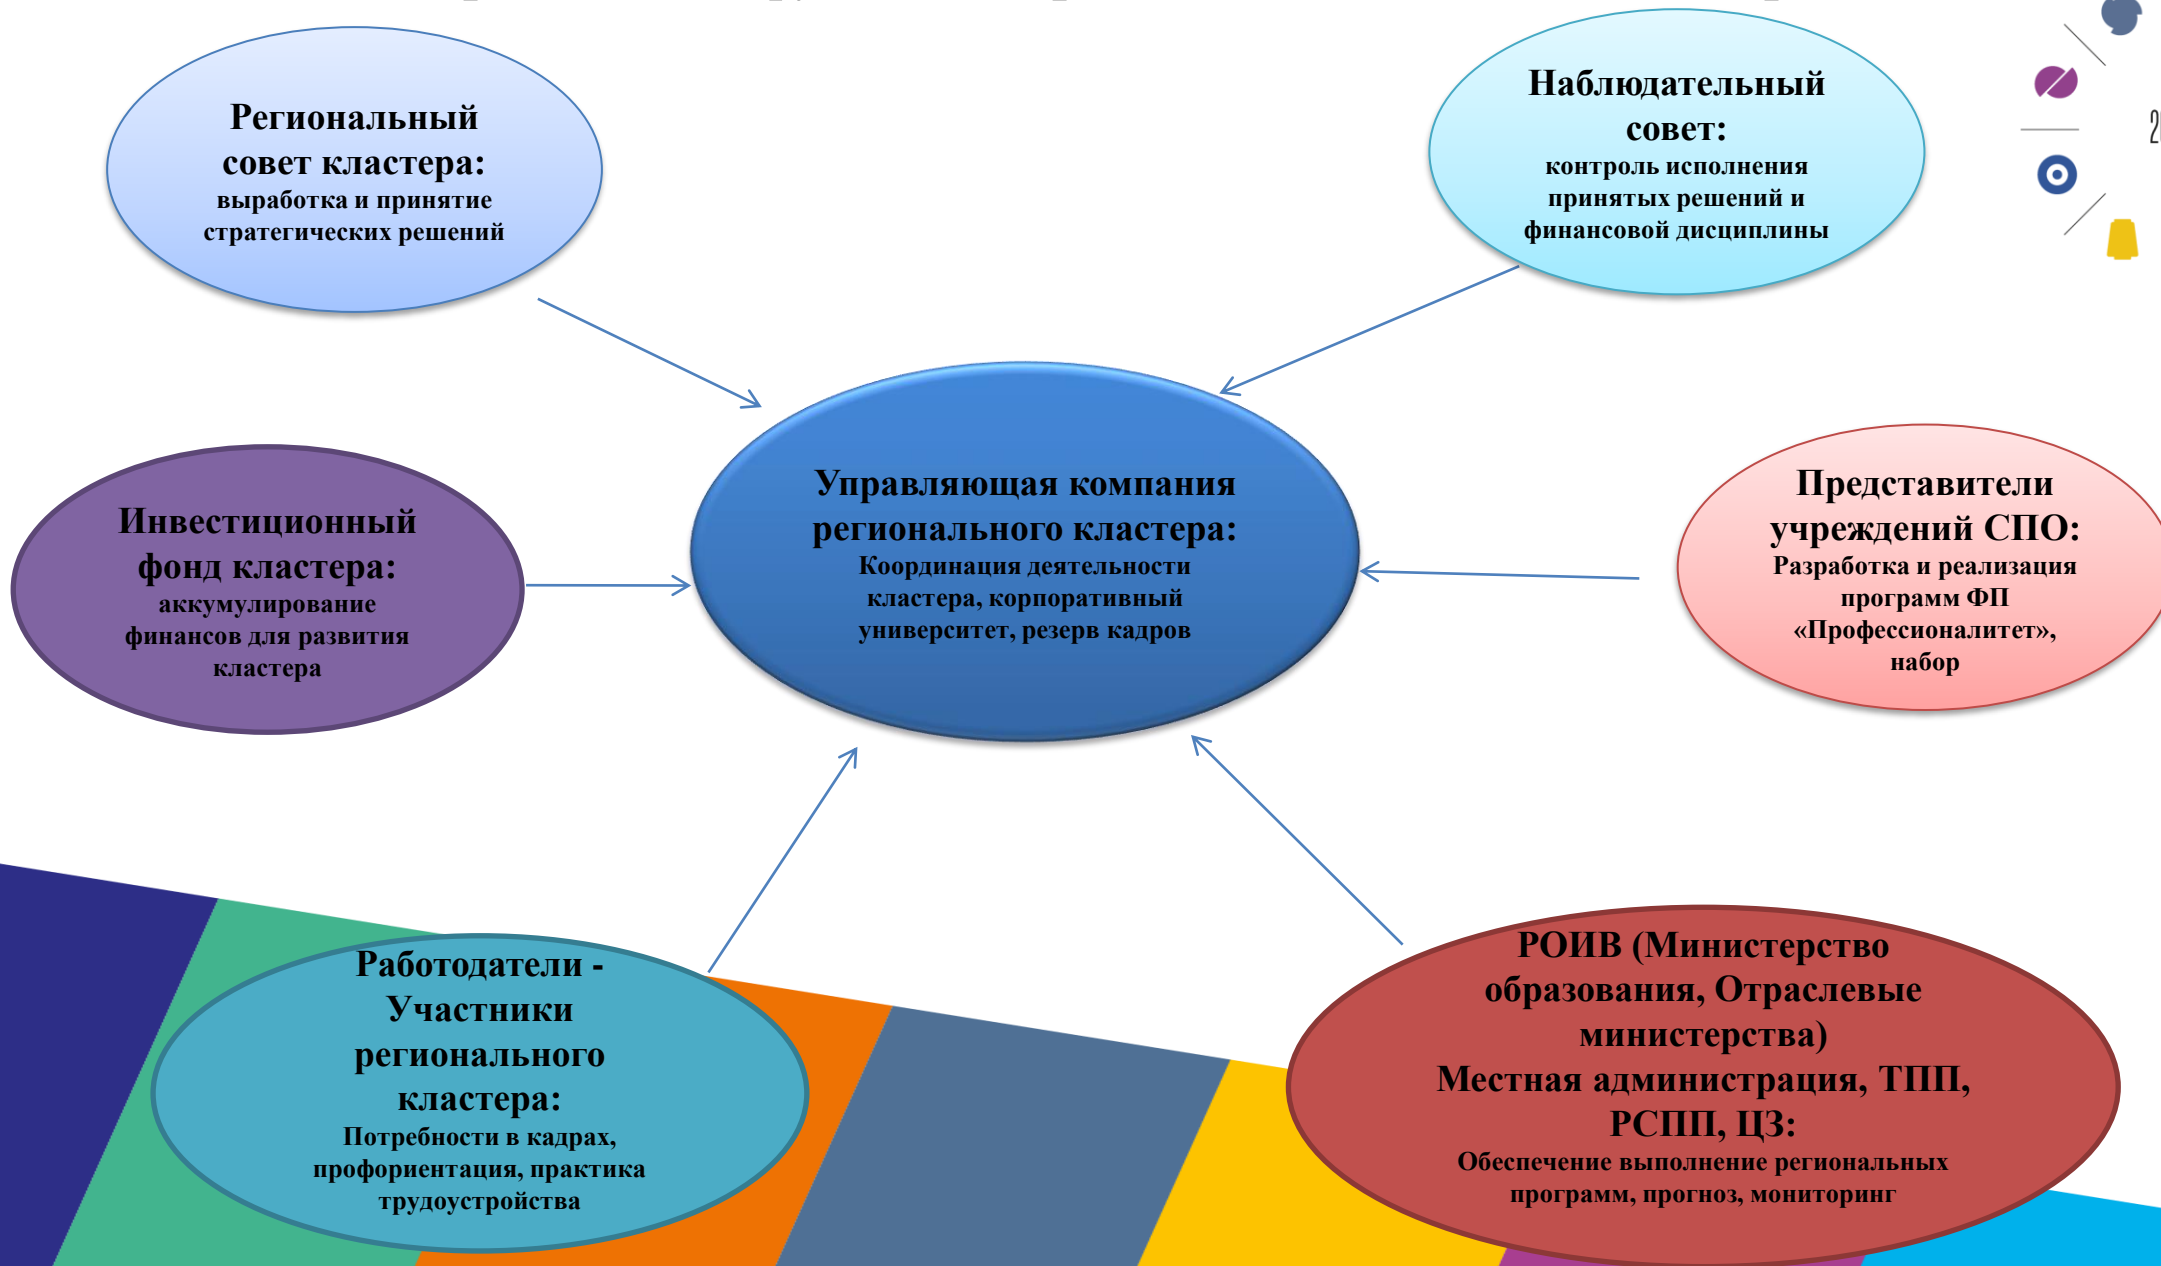 Региональный
совет кластера:
выработка и принятие
стратегических решений
Наблюдательный
совет:
контроль исполнения
принятых решений и
финансовой дисциплины
Инвестиционный
фонд кластера:
аккумулирование
финансов для развития
кластера
Управляющая компания
регионального кластера:
Координация деятельности
кластера, корпоративный
университет, резерв кадров
Представители
учреждений СПО:
Разработка и реализация
программ ФП
«Профессионалитет»,
набор
Работодатели -
Участники
регионального
кластера:
Потребности в кадрах,
профориентация, практика
трудоустройства
РОИВ (Министерство
образования, Отраслевые
министерства)
Местная администрация, ТПП,
РСПП, ЦЗ:
Обеспечение выполнение региональных
программ, прогноз, мониторинг